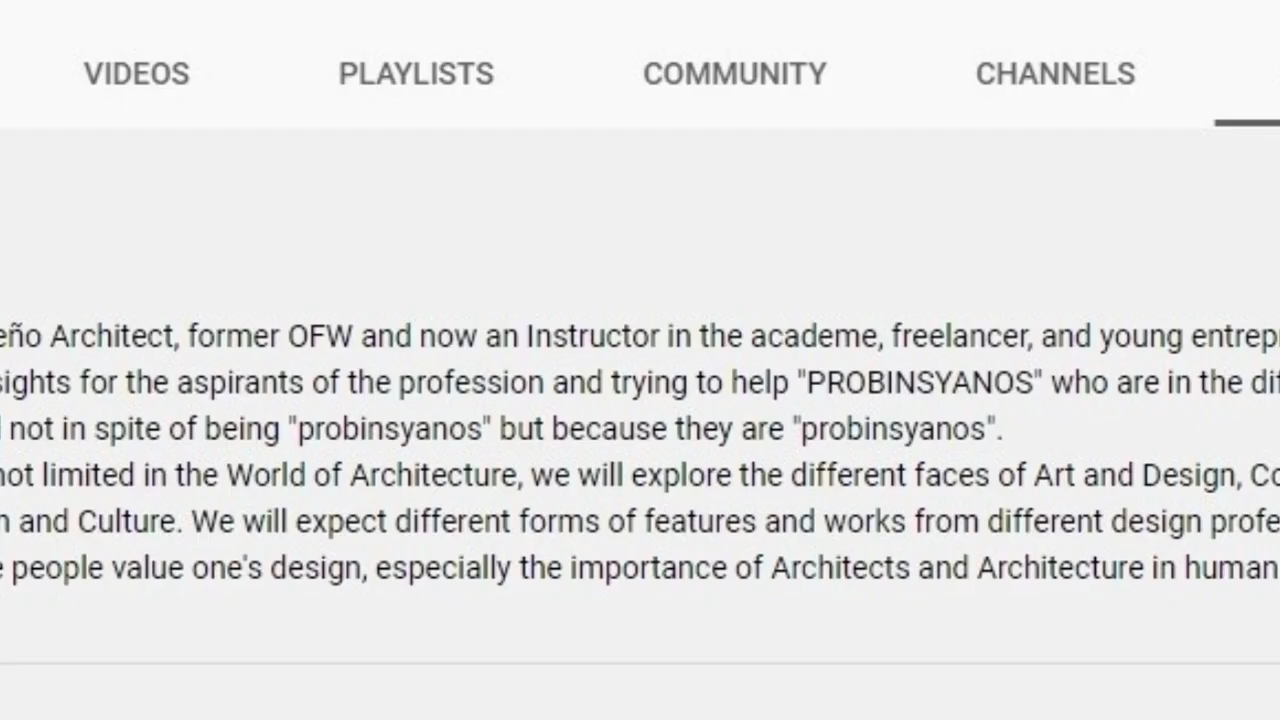 VIDEOS PLAYLISTS COMMUNITY CHANNELS
eño Architect, former OFW and now an Instructor in the academe, freelancer, and young entrepr
sights for the aspirants of the profession and trying to help "PROBINSYANOS" who are in the dif
not in spite of being "probinsyanos" but because they are "probinsyanos".
not limited in the World of Architecture, we will explore the different faces of Art and Design, Co
n and Culture. We will expect different forms of features and works from different design profe
e people value one's design, especially the importance of Architects and Architecture in human